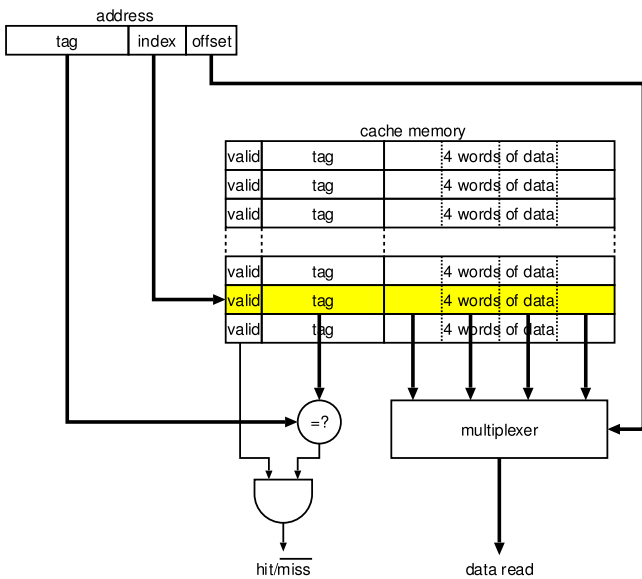 address
tag index offset
cache memory
valid tag 4 words of data
valid tag 4 words of data
valid tag 4 words of data
valid tag 4 words of data
valid tag 4 words of data
valid tag 4 words of data
=?
multiplexer
hit/miss
data read